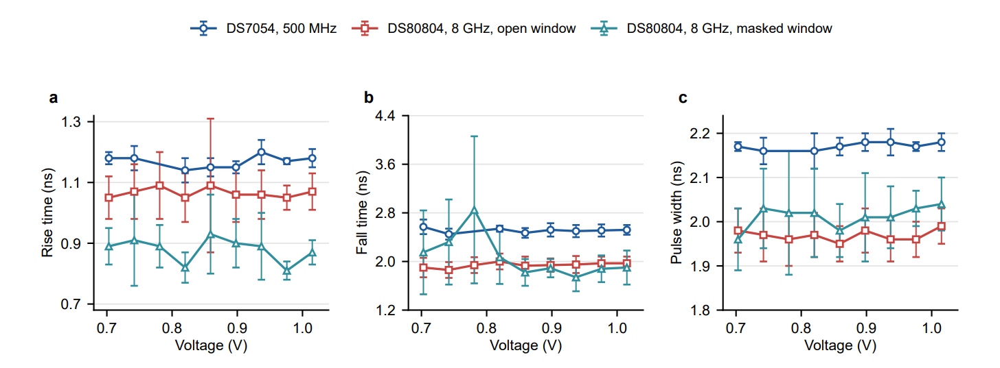 DS7054, 500 MHz DS80804, 8 GHz, open window DS80804, 8 GHz, masked window
a
Rise time (ns)
1.3
1.1
0.9
0.7
0.7 0.8 0.9 1.0
Voltage (V)
b
Fall time (ns)
4.4
3.6
2.8
2.0
1.2
0.7 0.8 0.9 1.0
Voltage (V)
c
Pulse width (ns)
2.2
2.1
2.0
1.9
1.8
0.7 0.8 0.9 1.0
Voltage (V)